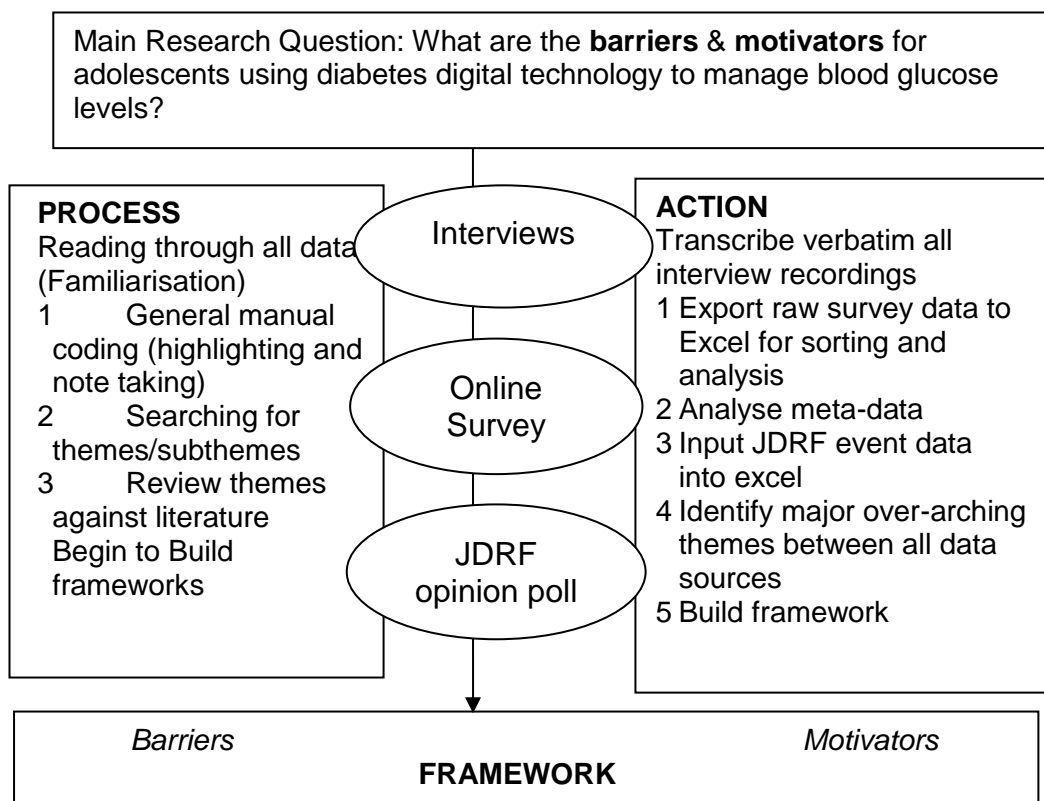 Main Research Question: What are the barriers & motivators for
adolescents using diabetes digital technology to manage blood glucose
levels?
PROCESS
Reading through all data
(Familiarisation)
1 General manual
coding (highlighting and
note taking)
2 Searching for
themes/subthemes
3 Review themes
against literature
Begin to Build
frameworks
Interviews
Online
Survey
JDRF
opinion poll
ACTION
Transcribe verbatim all
interview recordings
1 Export raw survey data to
Excel for sorting and
analysis
2 Analyse meta-data
3 Input JDRF event data
into excel
4 Identify major over-arching
themes between all data
sources
5 Build framework
Barriers Motivators
FRAMEWORK